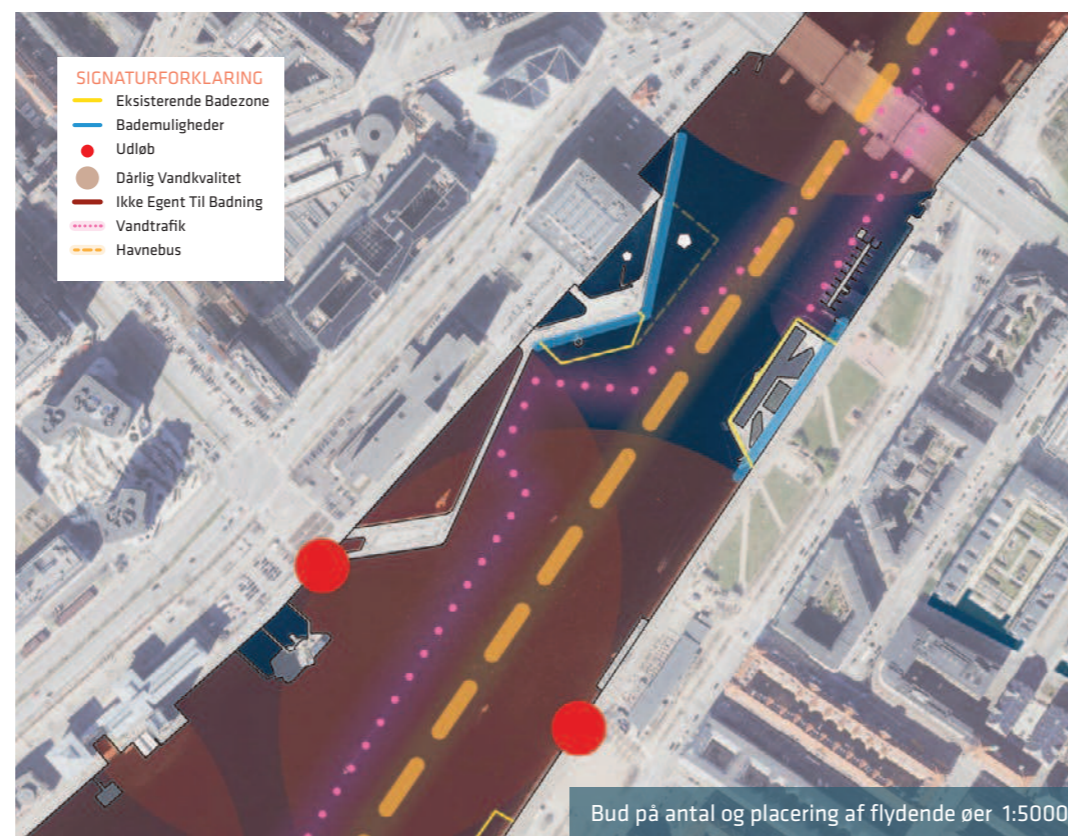 SIGNATURFORKLARING
Eksisterende Badezone
Bademuligheder
Udløb
Dårlig Vandkvalitet
Ikke Egent Til Badning
Vandtrafik
Havnebus
Bud på antal og placering af flydende øer 1:5000